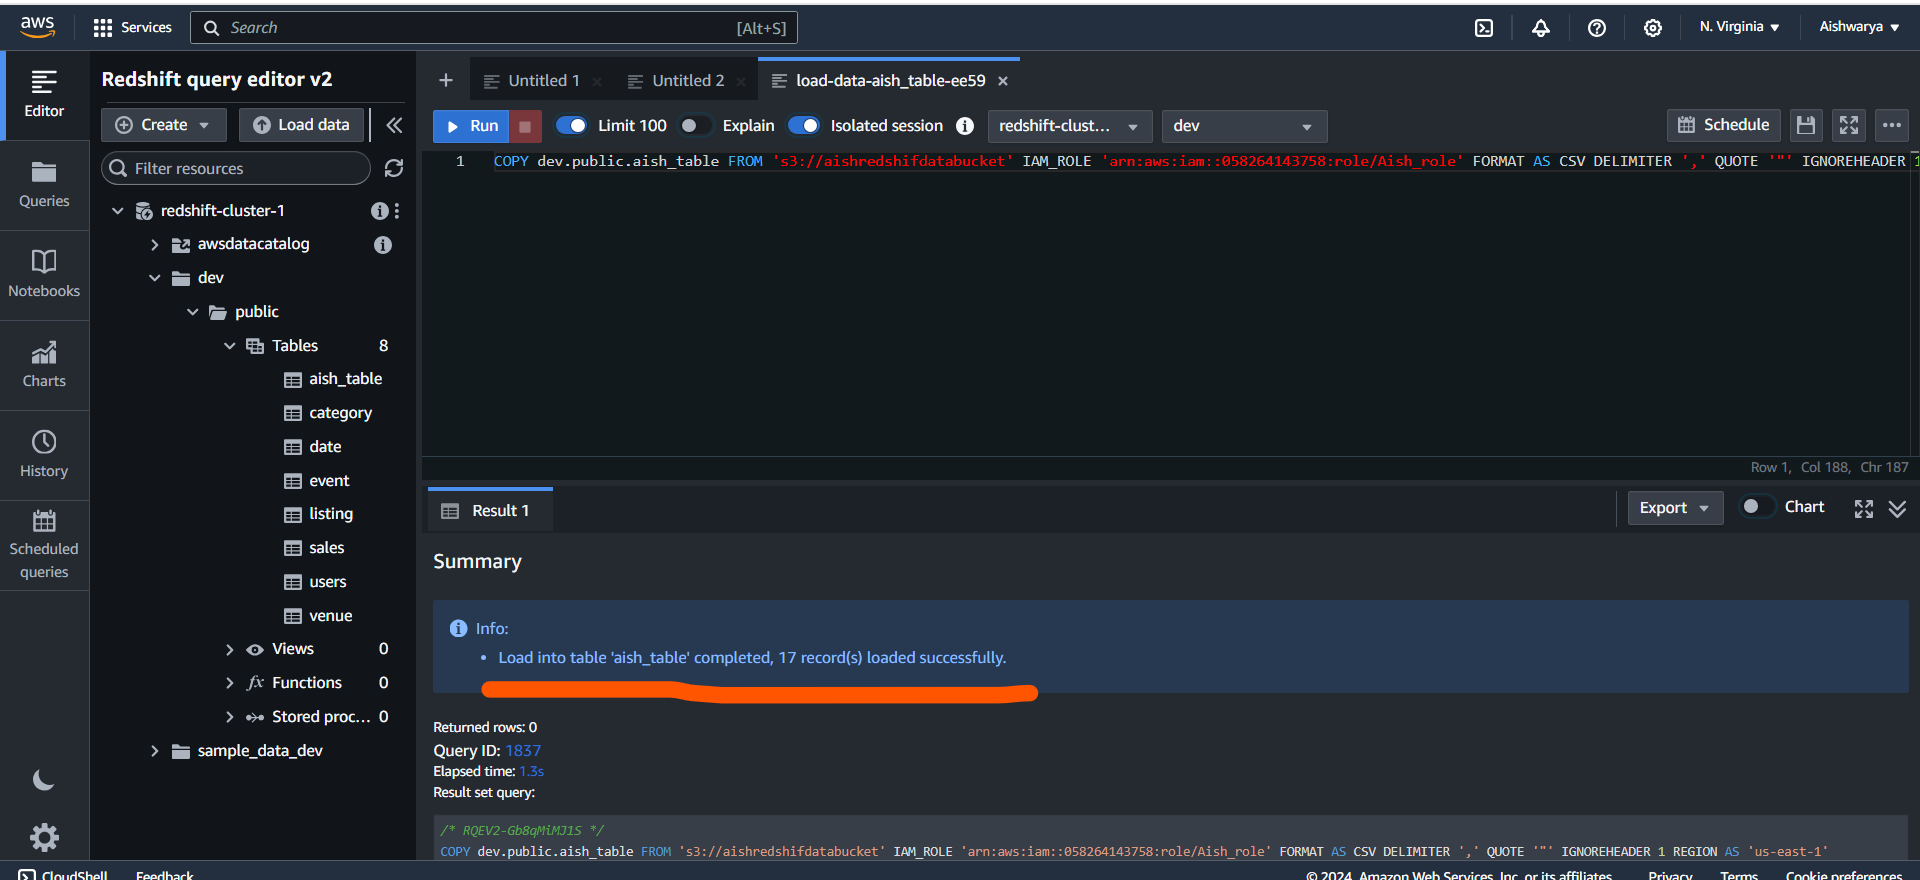 aws
Services
Search
[Alt+S]
N. Virginia
Aishwarya
Editor
Queries
Notebooks
Charts
History
Scheduled
queries
Redshift query editor v2
Create
Load data
Filter resources
redshift-cluster-1
awsdatacatalog
dev
public
Tables 8
aish_table
category
date
event
listing
sales
users
venue
Views 0
Functions 0
Stored proc... 0
sample_data_dev
+ Untitled 1 × Untitled 2 × load-data-aish_table-ee59 ×
Run
Limit 100
Explain
Isolated session
redshift-clust...
dev
Schedule
1 COPY dev.public.aish_table FROM 's3://aishredshifdatabucket' IAM_ROLE 'arn:aws:iam::058264143758:role/Aish_role' FORMAT AS CSV DELIMITER ',' QUOTE '"' IGNOREHEADER 1
Row 1, Col 188, Chr 187
Result 1
Export
Chart
Summary
Info:
• Load into table 'aish_table' completed, 17 record(s) loaded successfully.
Returned rows: 0
Query ID: 1837
Elapsed time: 1.3s
Result set query:
/* RQEV2-Gb8qMiMJ1S */
COPY dev.public.aish_table FROM 's3://aishredshifdatabucket' IAM_ROLE 'arn:aws:iam::058264143758:role/Aish_role' FORMAT AS CSV DELIMITER ',' QUOTE '"' IGNOREHEADER 1 REGION AS 'us-east-1'
CloudShell
Feedback
© 2024, Amazon Web Services, Inc. or its affiliates.
Privacy
Terms
Cookie preferences